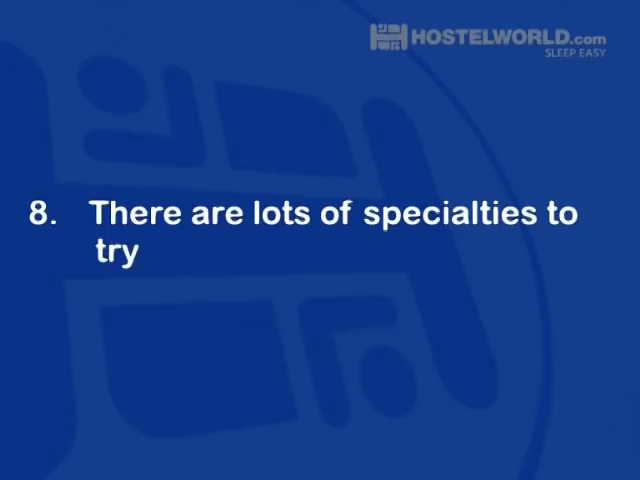 HOSTELWORLD.com
SLEEP EASY
8. There are lots of specialties to
try